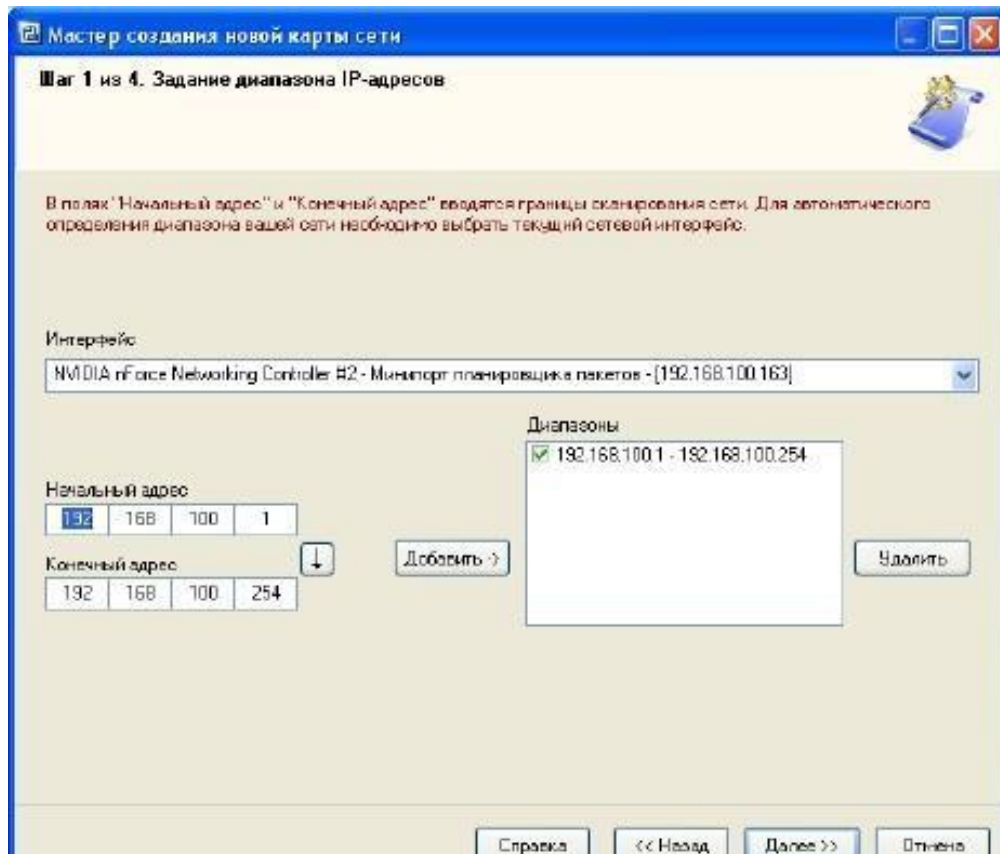 Мастер создания новой карты сети
Шаг 1 из 4. Задание диапазона IP-адресов
В полях "Начальный адрес" и "Конечный адрес" вводятся границы сканирования сети. Для автоматического
определения диапазона вашей сети необходимо выбрать текущий сетевой интерфейс.
Интерфейс
NVIDIA nForce Networking Controller #2 - Минипорт планировщика пакетов - [192.168.100.163]
Диапазоны
192.168.100.1 - 192.168.100.254
Начальный адрес
192 168 100 1
Добавить ->
Удалить
Конечный адрес
192 168 100 254
Справка << Назад Далее >> Отмена